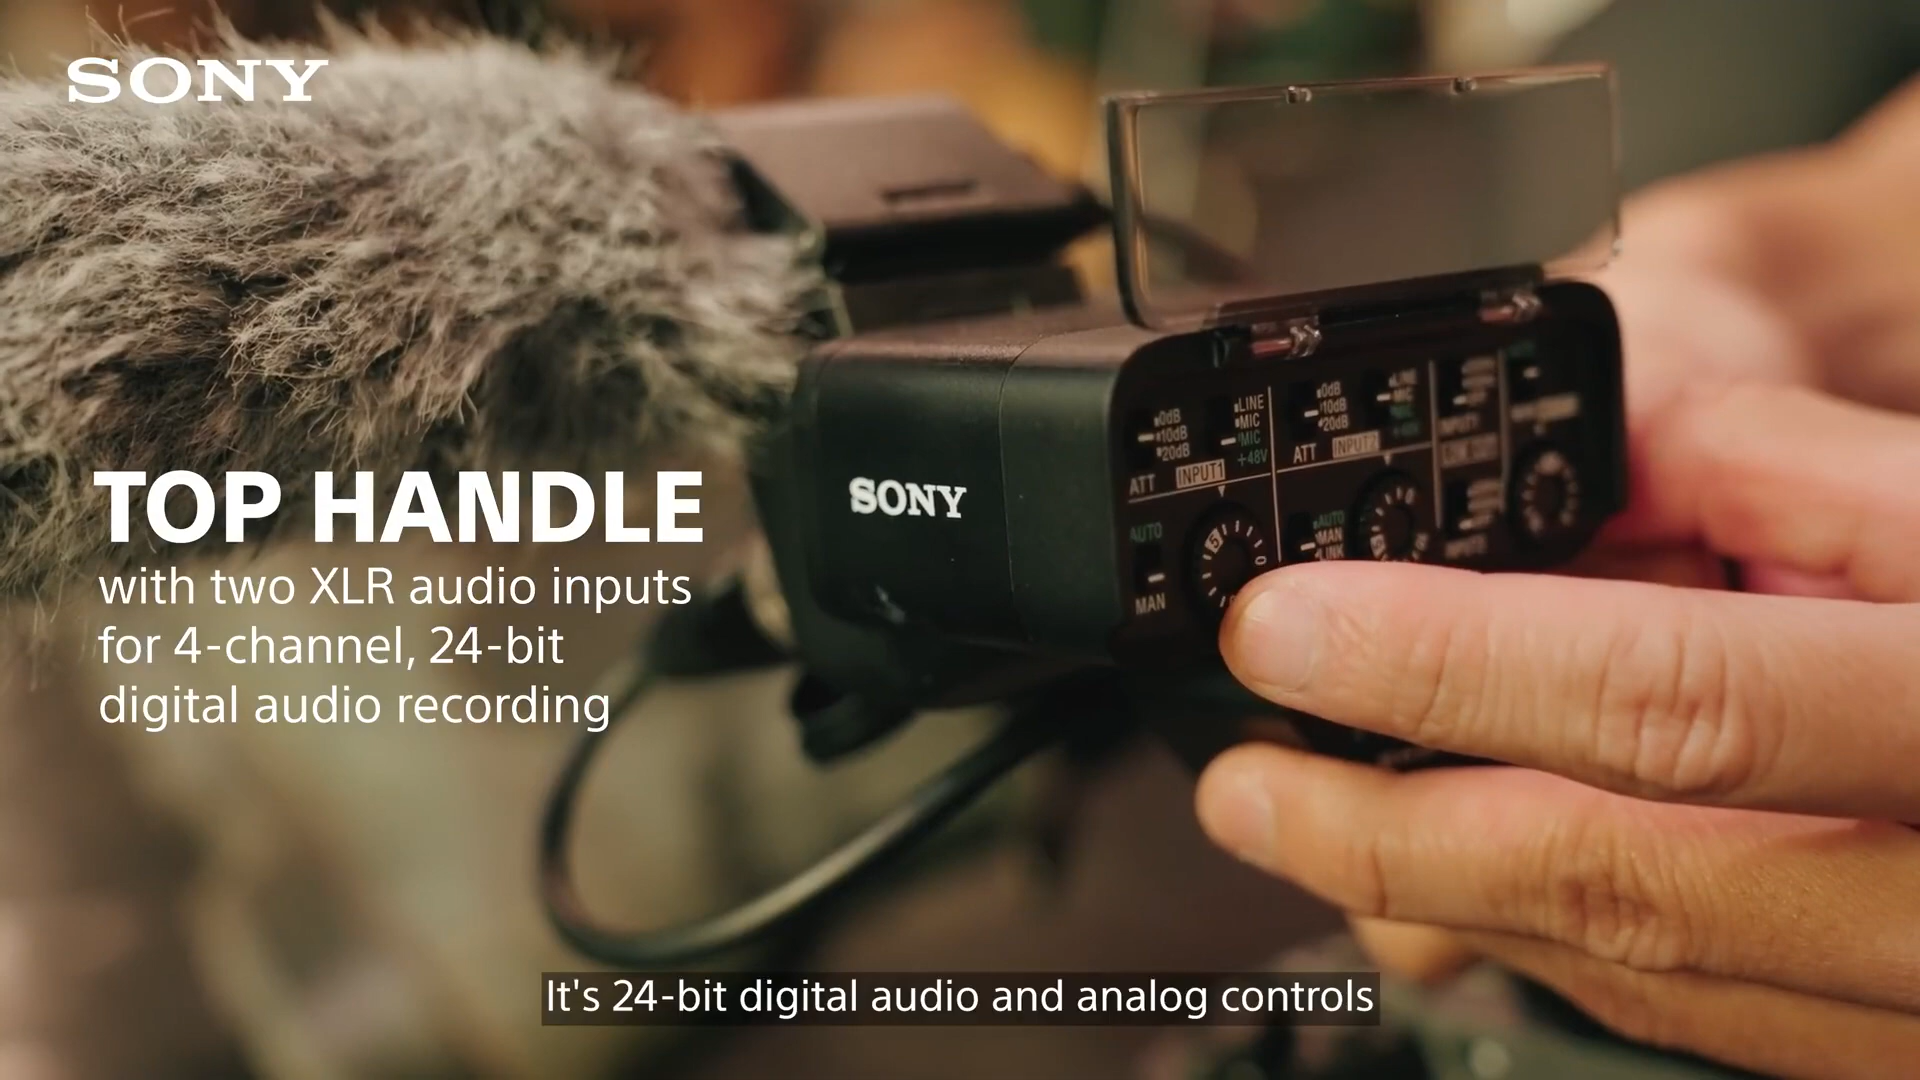 SONY
TOP HANDLE
with two XLR audio inputs
for 4-channel, 24-bit
digital audio recording
SONY
0dB
10dB
20dB
ATT
INPUT1
LINE
MIC
MIC
+48V
0dB
10dB
20dB
ATT
INPUT2
LINE
MIC
AUTO
MAN
5
0
AUTO
MAN
LINK
It's 24-bit digital audio and analog controls